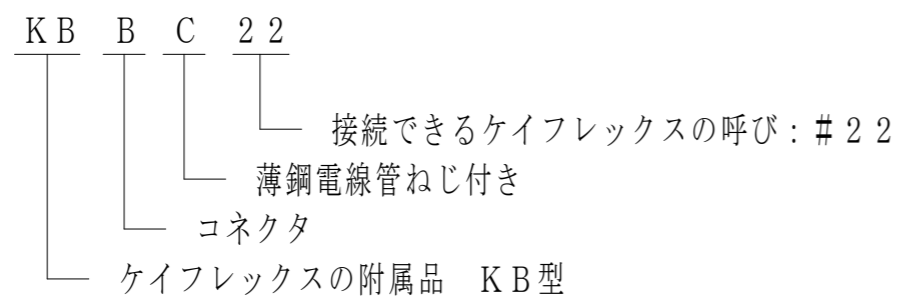 ＫＢ Ｂ Ｃ ２２
接続できるケイフレックスの呼び：＃２２
薄鋼電線管ねじ付き
コネクタ
ケイフレックスの附属品　ＫＢ型